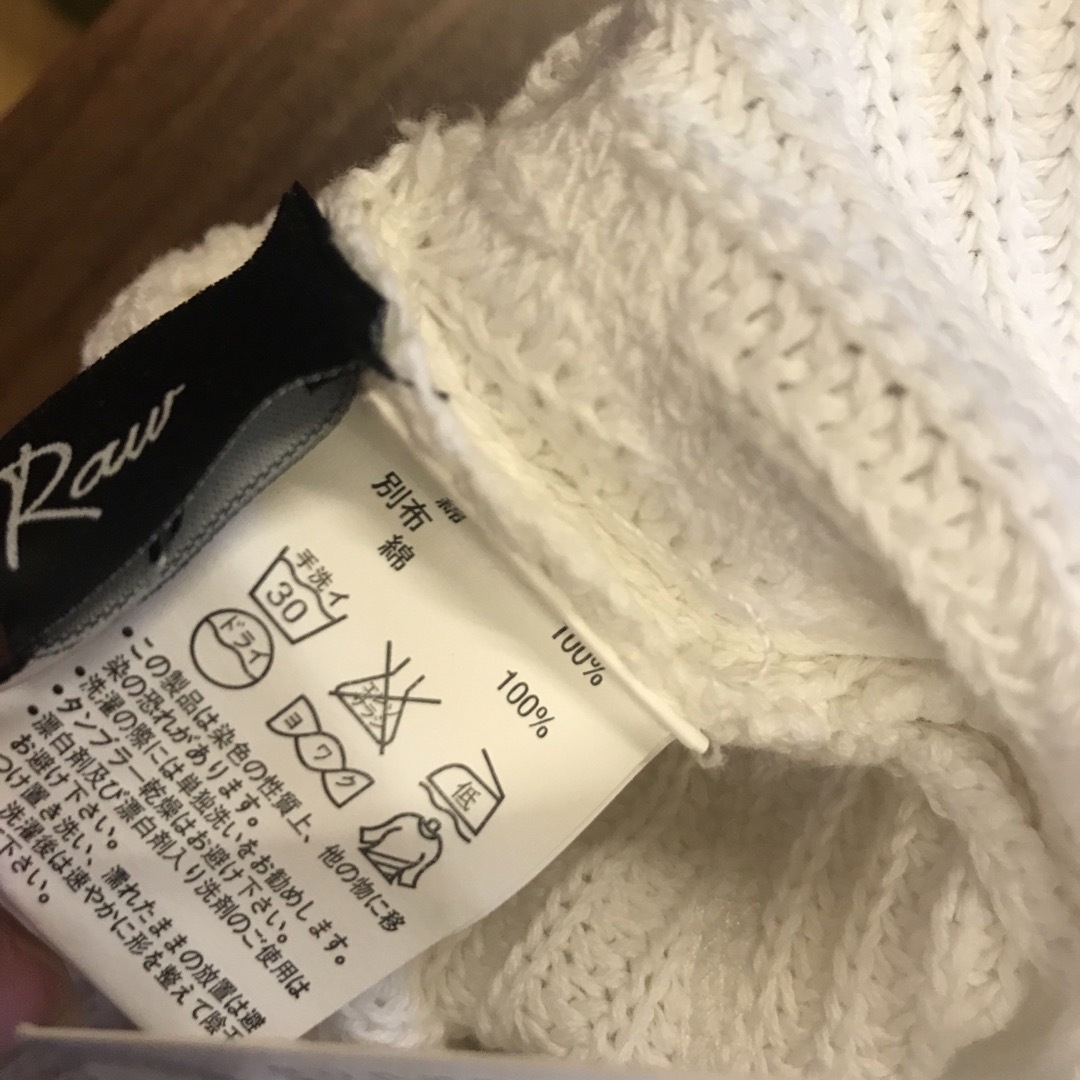 Raw
綿 100%
別布
綿 100%
手洗イ
30
ドライ
エンソ
サラシ
ヨワク
低
•この製品は染色の性質上、他の物に移
染の恐れがあります。
•洗濯の際には単独洗いをお勧めします。
•タンブラー乾燥はお避け下さい。
•漂白剤及び漂白剤入り洗剤のご使用は
お避け下さい。
つけ置き洗い、濡れたままの放置は避
洗濯後は速やかに形を整えて陰干
下さい。